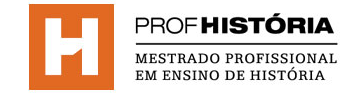 H
PROFHISTÓRIA
MESTRADO PROFISSIONAL
EM ENSINO DE HISTÓRIA